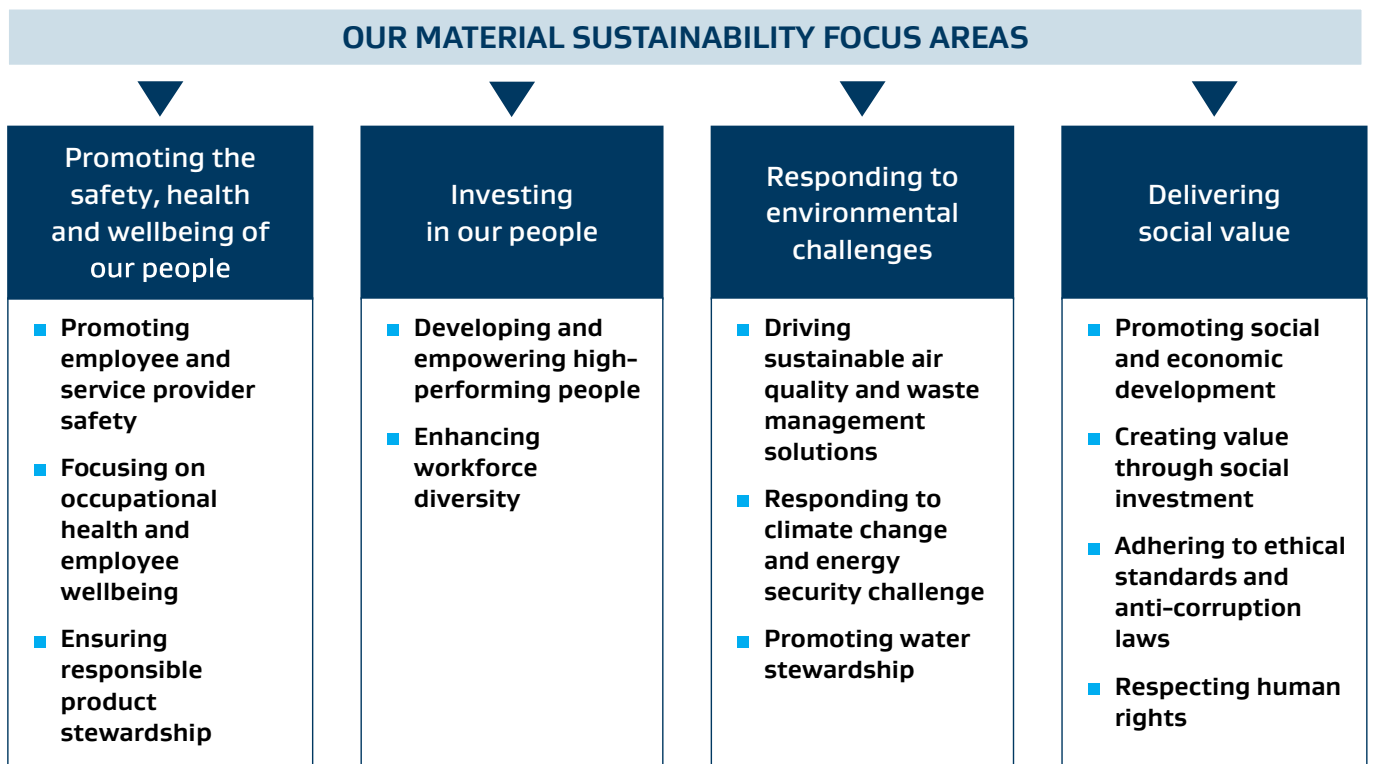 OUR MATERIAL SUSTAINABILITY FOCUS AREAS
Promoting the
safety, health
and wellbeing of
our people
Promoting
employee and
service provider
safety
Focusing on
occupational
health and
employee
wellbeing
Ensuring
responsible
product
stewardship
Investing
in our people
Developing and
empowering high-
performing people
Enhancing
workforce
diversity
Responding to
environmental
challenges
Driving
sustainable air
quality and waste
management
solutions
Responding to
climate change
and energy
security challenge
Promoting water
stewardship
Delivering
social value
Promoting social
and economic
development
Creating value
through social
investment
Adhering to ethical
standards and
anti-corruption
laws
Respecting human
rights